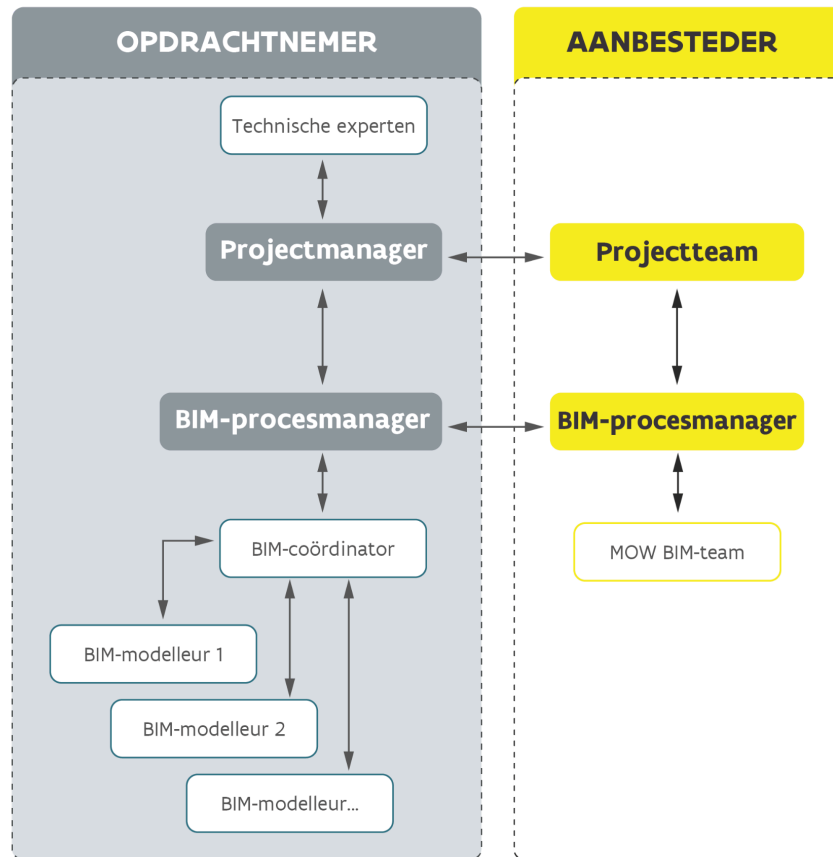 OPDRACHTNEMER
AANBESTEDER
Technische experten
Projectmanager
Projectteam
BIM-procesmanager
BIM-procesmanager
BIM-coördinator
MOW BIM-team
BIM-modelleur 1
BIM-modelleur 2
BIM-modelleur...